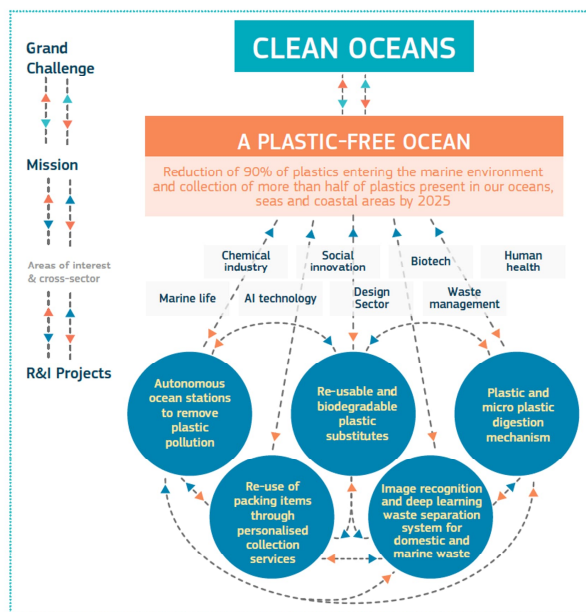 CLEAN OCEANS
Grand
Challenge
A PLASTIC-FREE OCEAN
Mission
Reduction of 90% of plastics entering the marine environment
and collection of more than half of plastics present in our oceans,
seas and coastal areas by 2025
Areas of interest
& cross-sector
Chemical
industry
Social
innovation
Biotech
Human
health
Marine life
AI technology
Design
Sector
Waste
management
R&I Projects
Autonomous
ocean stations
to remove
plastic
pollution
Re-usable and
biodegradable
plastic
substitutes
Plastic and
micro plastic
digestion
mechanism
Re-use of
packing items
through
personalised
collection
services
Image recognition
and deep learning
waste separation
system for
domestic and
marine waste